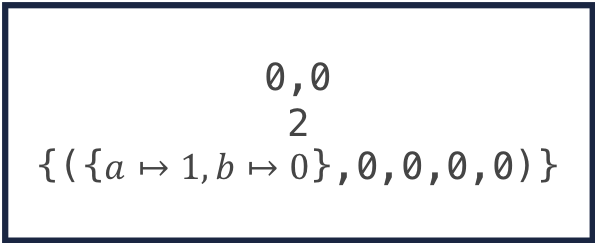 0,0
2
{({a ↦ 1, b ↦ 0},0,0,0,0)}